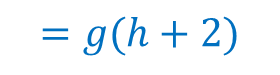 = g(h + 2)